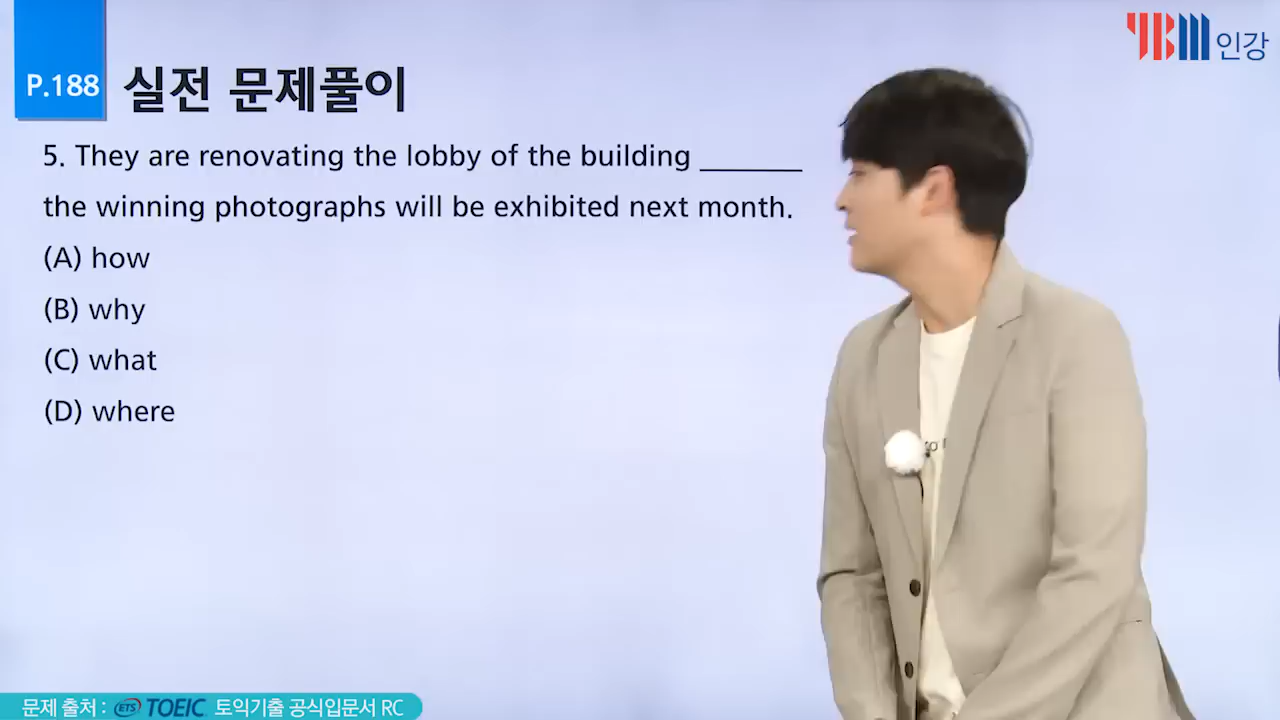 P.188 실전 문제풀이
YBM 인강
5. They are renovating the lobby of the building ______
the winning photographs will be exhibited next month.
(A) how
(B) why
(C) what
(D) where
문제 출처 : ETS TOEIC 토익기출 공식입문서 RC